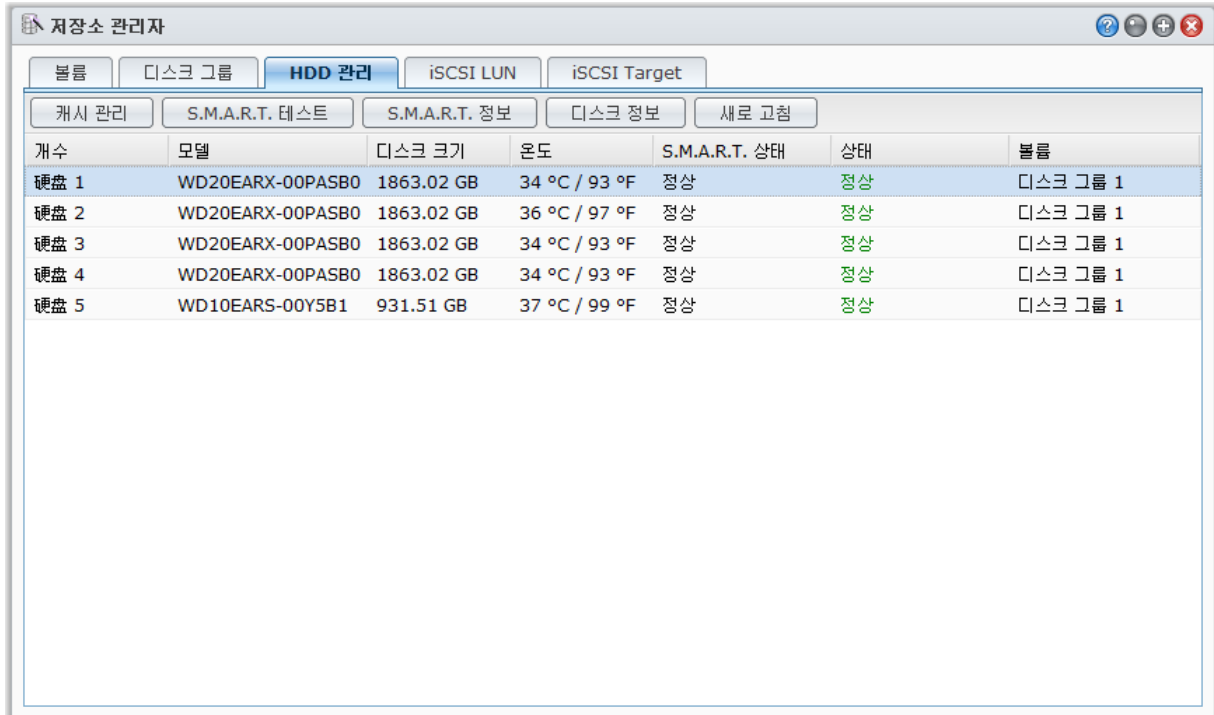 저장소 관리자
볼륨 디스크 그룹 HDD 관리 iSCSI LUN iSCSI Target
캐시 관리 S.M.A.R.T. 테스트 S.M.A.R.T. 정보 디스크 정보 새로 고침
개수 모델 디스크 크기 온도 S.M.A.R.T. 상태 상태 볼륨
硬盘 1 WD20EARX-00PASB0 1863.02 GB 34 °C / 93 °F 정상 정상 디스크 그룹 1
硬盘 2 WD20EARX-00PASB0 1863.02 GB 36 °C / 97 °F 정상 정상 디스크 그룹 1
硬盘 3 WD20EARX-00PASB0 1863.02 GB 34 °C / 93 °F 정상 정상 디스크 그룹 1
硬盘 4 WD20EARX-00PASB0 1863.02 GB 34 °C / 93 °F 정상 정상 디스크 그룹 1
硬盘 5 WD10EARS-00Y5B1 931.51 GB 37 °C / 99 °F 정상 정상 디스크 그룹 1